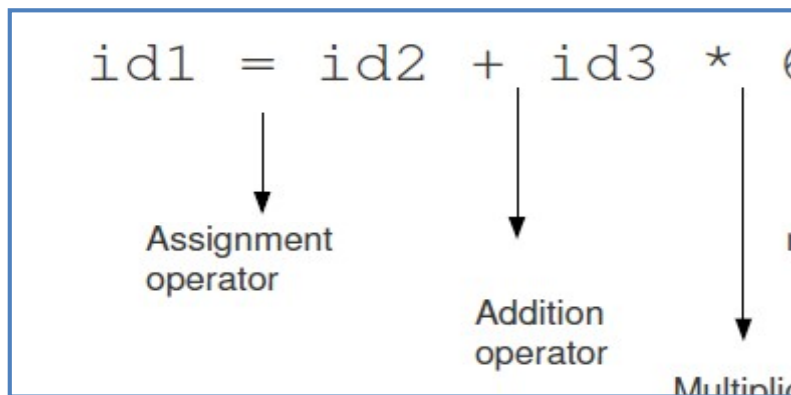 id1 = id2 + id3 *
Assignment
operator
Addition
operator